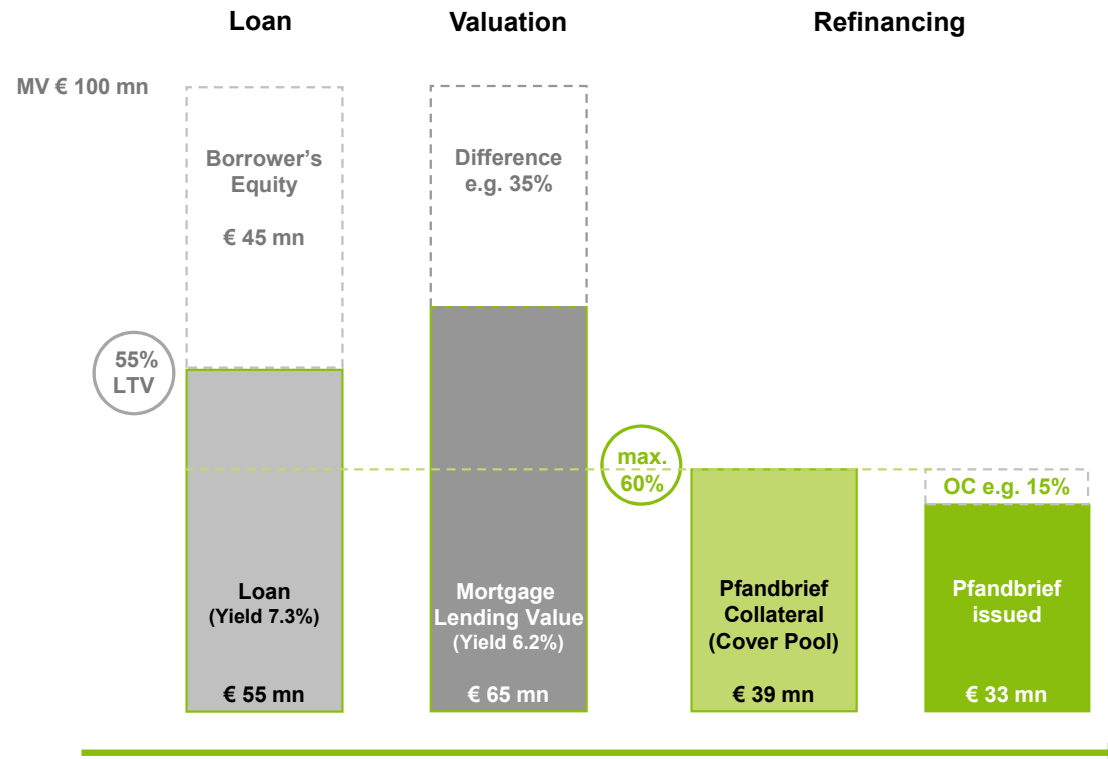 Loan
Valuation
Refinancing
MV € 100 mn
Borrower’s
Equity
€ 45 mn
Difference
e.g. 35%
55%
LTV
max.
60%
OC e.g. 15%
Loan
(Yield 7.3%)
€ 55 mn
Mortgage
Lending Value
(Yield 6.2%)
€ 65 mn
Pfandbrief
Collateral
(Cover Pool)
€ 39 mn
Pfandbrief
issued
€ 33 mn